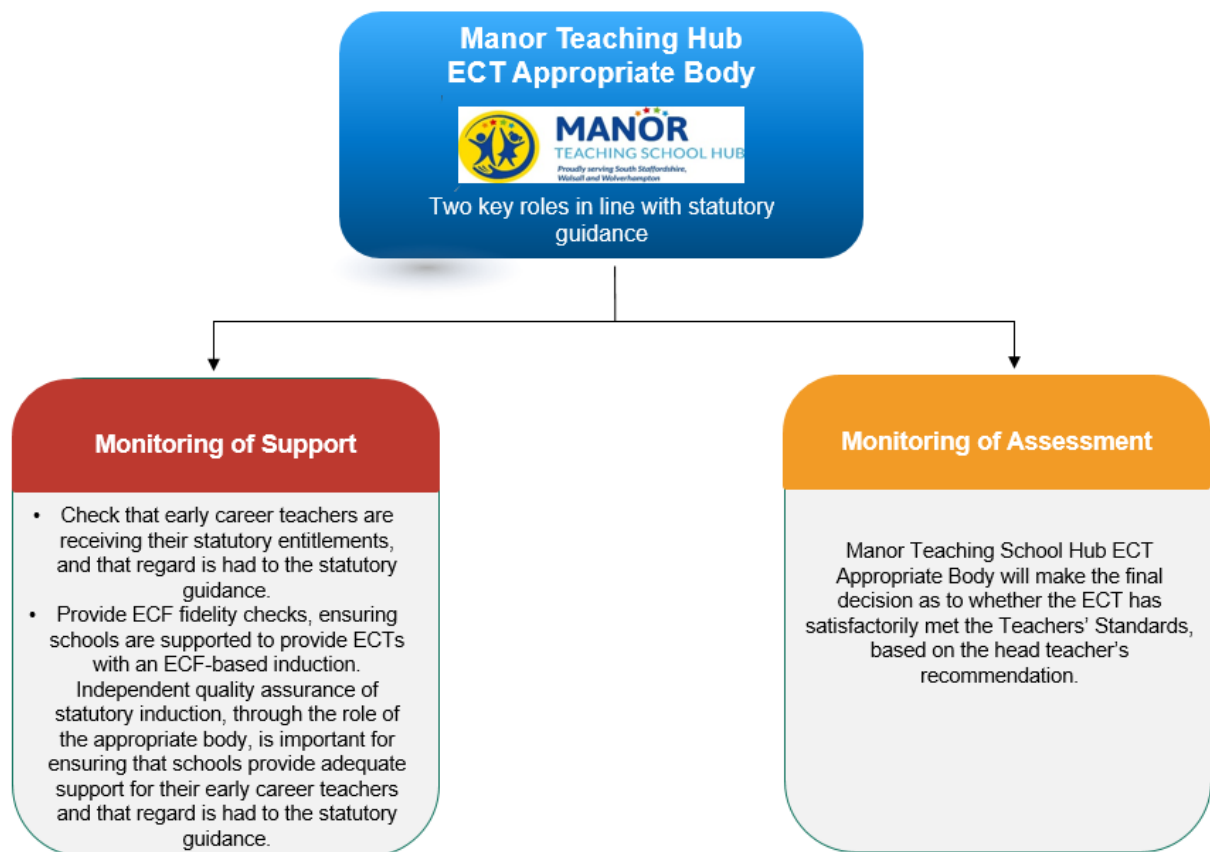 Manor Teaching Hub
ECT Appropriate Body
MANOR
TEACHING SCHOOL HUB
Proudly serving South Staffordshire,
Walsall and Wolverhampton
Two key roles in line with statutory
guidance
Monitoring of Support
• Check that early career teachers are
receiving their statutory entitlements,
and that regard is had to the statutory
guidance.
• Provide ECF fidelity checks, ensuring
schools are supported to provide ECTs
with an ECF-based induction.
Independent quality assurance of
statutory induction, through the role of
the appropriate body, is important for
ensuring that schools provide adequate
support for their early career teachers
and that regard is had to the statutory
guidance.
Monitoring of Assessment
Manor Teaching School Hub ECT
Appropriate Body will make the final
decision as to whether the ECT has
satisfactorily met the Teachers’ Standards,
based on the head teacher’s
recommendation.